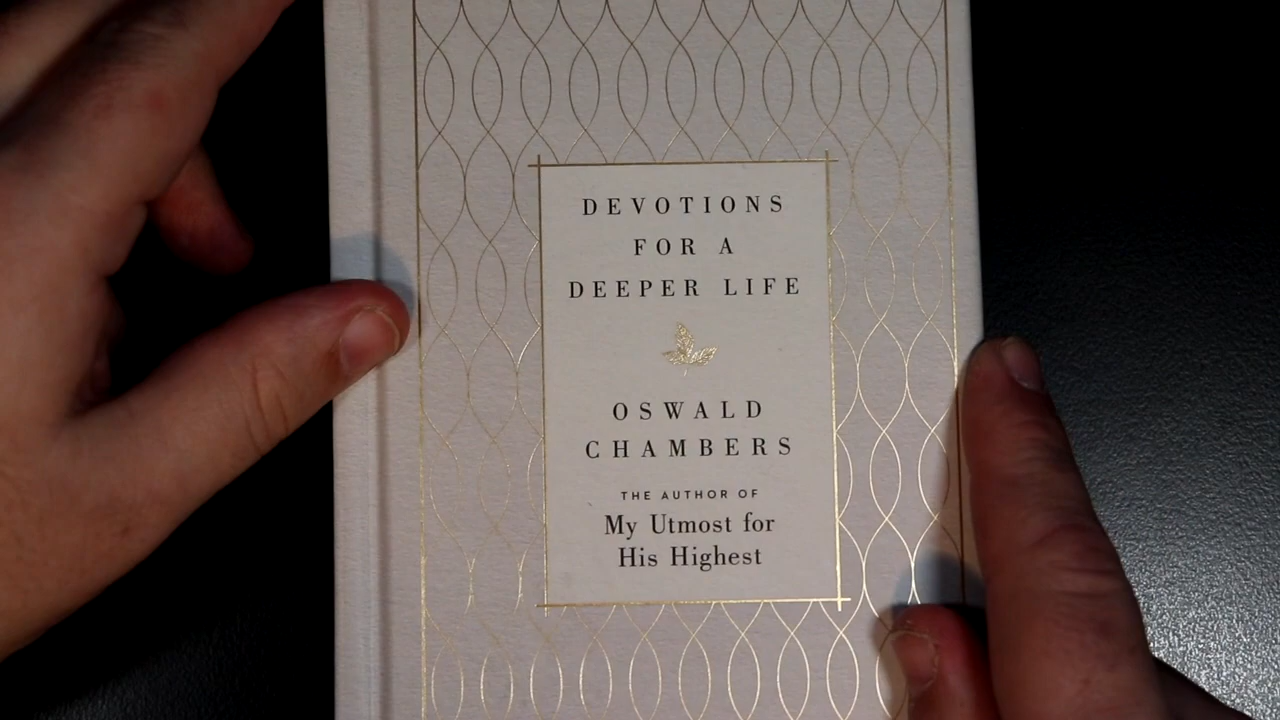 DEVOTIONS
FOR A
DEEPER LIFE
OSWALD
CHAMBERS
THE AUTHOR OF
My Utmost for
His Highest